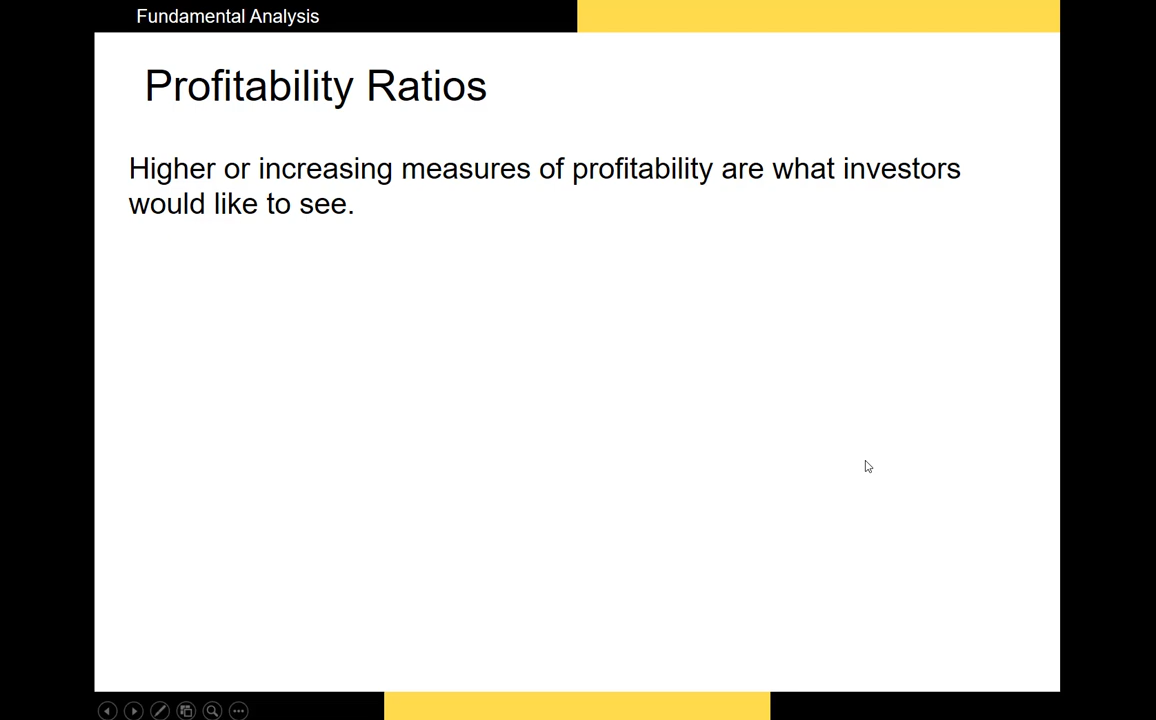 Fundamental Analysis
Profitability Ratios
Higher or increasing measures of profitability are what investors
would like to see.